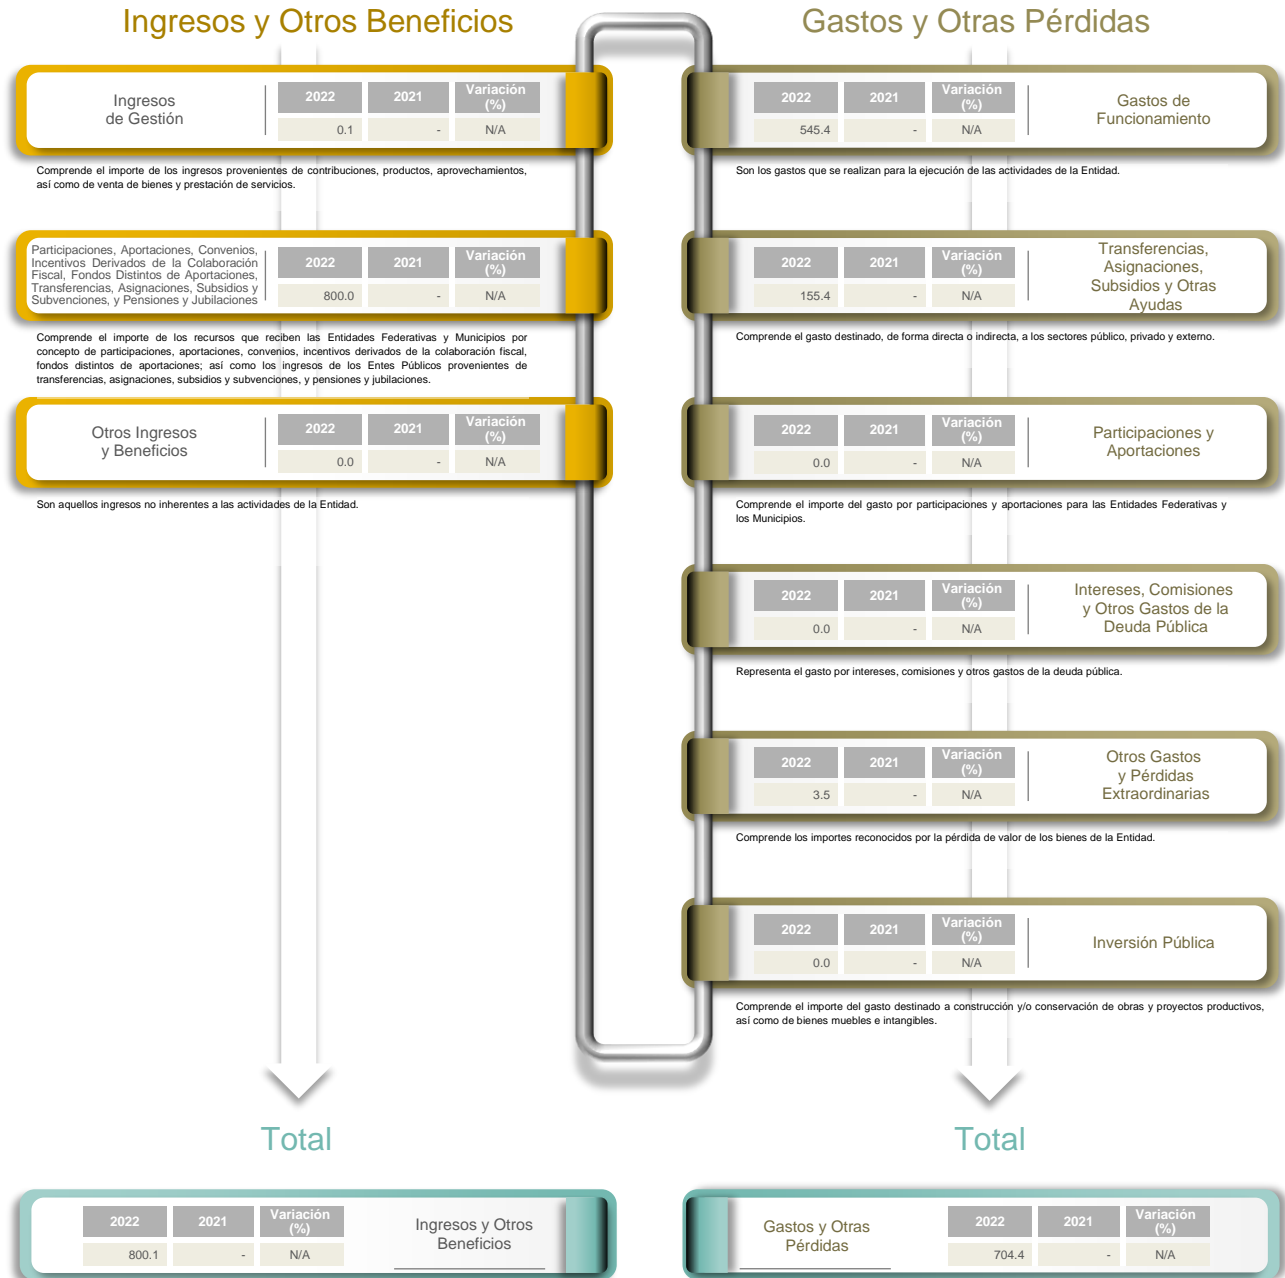 Ingresos y Otros Beneficios
Ingresos
de Gestión
2022 2021 Variación
(%)
0.1 - N/A
Comprende el importe de los ingresos provenientes de contribuciones, productos, aprovechamientos,
así como de venta de bienes y prestación de servicios.
Participaciones, Aportaciones, Convenios,
Incentivos Derivados de la Colaboración
Fiscal, Fondos Distintos de Aportaciones,
Transferencias, Asignaciones, Subsidios y
Subvenciones, y Pensiones y Jubilaciones
2022 2021 Variación
(%)
800.0 - N/A
Comprende el importe de los recursos que reciben las Entidades Federativas y Municipios por
concepto de participaciones, aportaciones, convenios, incentivos derivados de la colaboración fiscal,
fondos distintos de aportaciones; así como los ingresos de los Entes Públicos provenientes de
transferencias, asignaciones, subsidios y subvenciones, y pensiones y jubilaciones.
Otros Ingresos
y Beneficios
2022 2021 Variación
(%)
0.0 - N/A
Son aquellos ingresos no inherentes a las actividades de la Entidad.
Total
2022 2021 Variación
(%)
800.1 - N/A
Ingresos y Otros
Beneficios
Gastos y Otras Pérdidas
2022 2021 Variación
(%)
545.4 - N/A
Gastos de
Funcionamiento
Son los gastos que se realizan para la ejecución de las actividades de la Entidad.
2022 2021 Variación
(%)
155.4 - N/A
Transferencias,
Asignaciones,
Subsidios y Otras
Ayudas
Comprende el gasto destinado, de forma directa o indirecta, a los sectores público, privado y externo.
2022 2021 Variación
(%)
0.0 - N/A
Participaciones y
Aportaciones
Comprende el importe del gasto por participaciones y aportaciones para las Entidades Federativas y
los Municipios.
2022 2021 Variación
(%)
0.0 - N/A
Intereses, Comisiones
y Otros Gastos de la
Deuda Pública
Representa el gasto por intereses, comisiones y otros gastos de la deuda pública.
2022 2021 Variación
(%)
3.5 - N/A
Otros Gastos
y Pérdidas
Extraordinarias
Comprende los importes reconocidos por la pérdida de valor de los bienes de la Entidad.
2022 2021 Variación
(%)
0.0 - N/A
Inversión Pública
Comprende el importe del gasto destinado a construcción y/o conservación de obras y proyectos productivos,
así como de bienes muebles e intangibles.
Total
Gastos y Otras
Pérdidas
2022 2021 Variación
(%)
704.4 - N/A